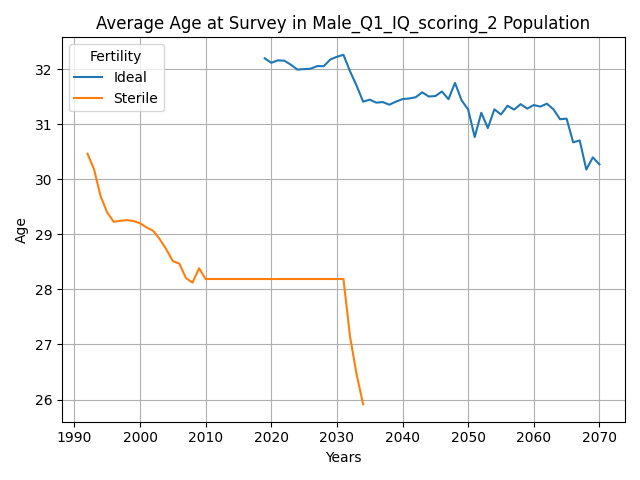 Average Age at Survey in Male_Q1_IQ_scoring_2 Population
Fertility
Ideal
Sterile
Age
32
31
30
29
28
27
26
1990
2000
2010
2020
2030
2040
2050
2060
2070
Years